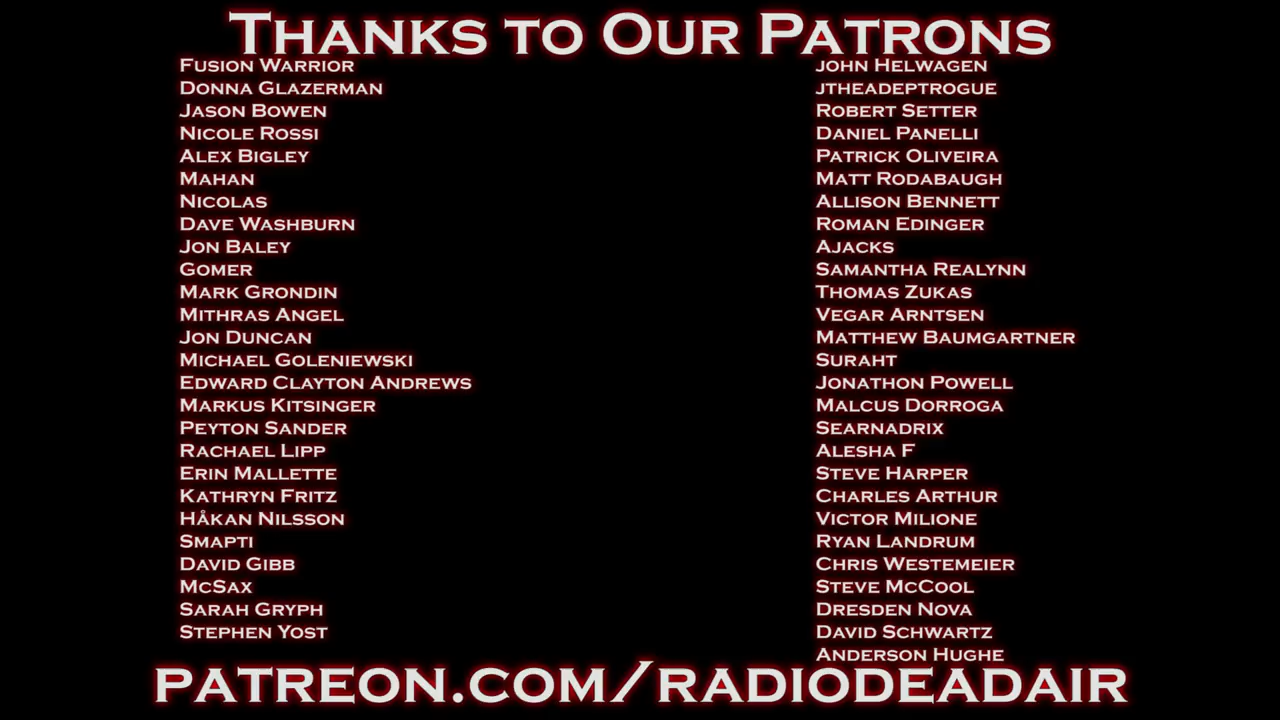 Thanks to Our Patrons
Fusion Warrior
Donna Glazerman
Jason Bowen
Nicole Rossi
Alex Bigley
Mahan
Nicolas
Dave Washburn
Jon Baley
Gomer
Mark Grondin
Mithras Angel
Jon Duncan
Michael Goleniewski
Edward Clayton Andrews
Markus Kitsinger
Peyton Sander
Rachael Lipp
Erin Mallette
Kathryn Fritz
Håkan Nilsson
Smapti
David Gibb
McSax
Sarah Gryph
Stephen Yost
John Helwagen
jtheadeptrogue
Robert Setter
Daniel Panelli
Patrick Oliveira
Matt Rodabaugh
Allison Bennett
Roman Edinger
Ajacks
Samantha Realynn
Thomas Zukas
Vegar Arntsen
Matthew Baumgartner
Suraht
Jonathon Powell
Malcus Dorroga
Searnadrix
Alesha F
Steve Harper
Charles Arthur
Victor Milione
Ryan Landrum
Chris Westemeier
Steve McCool
Dresden Nova
David Schwartz
Anderson Hughe
patreon.com/radiodeadair